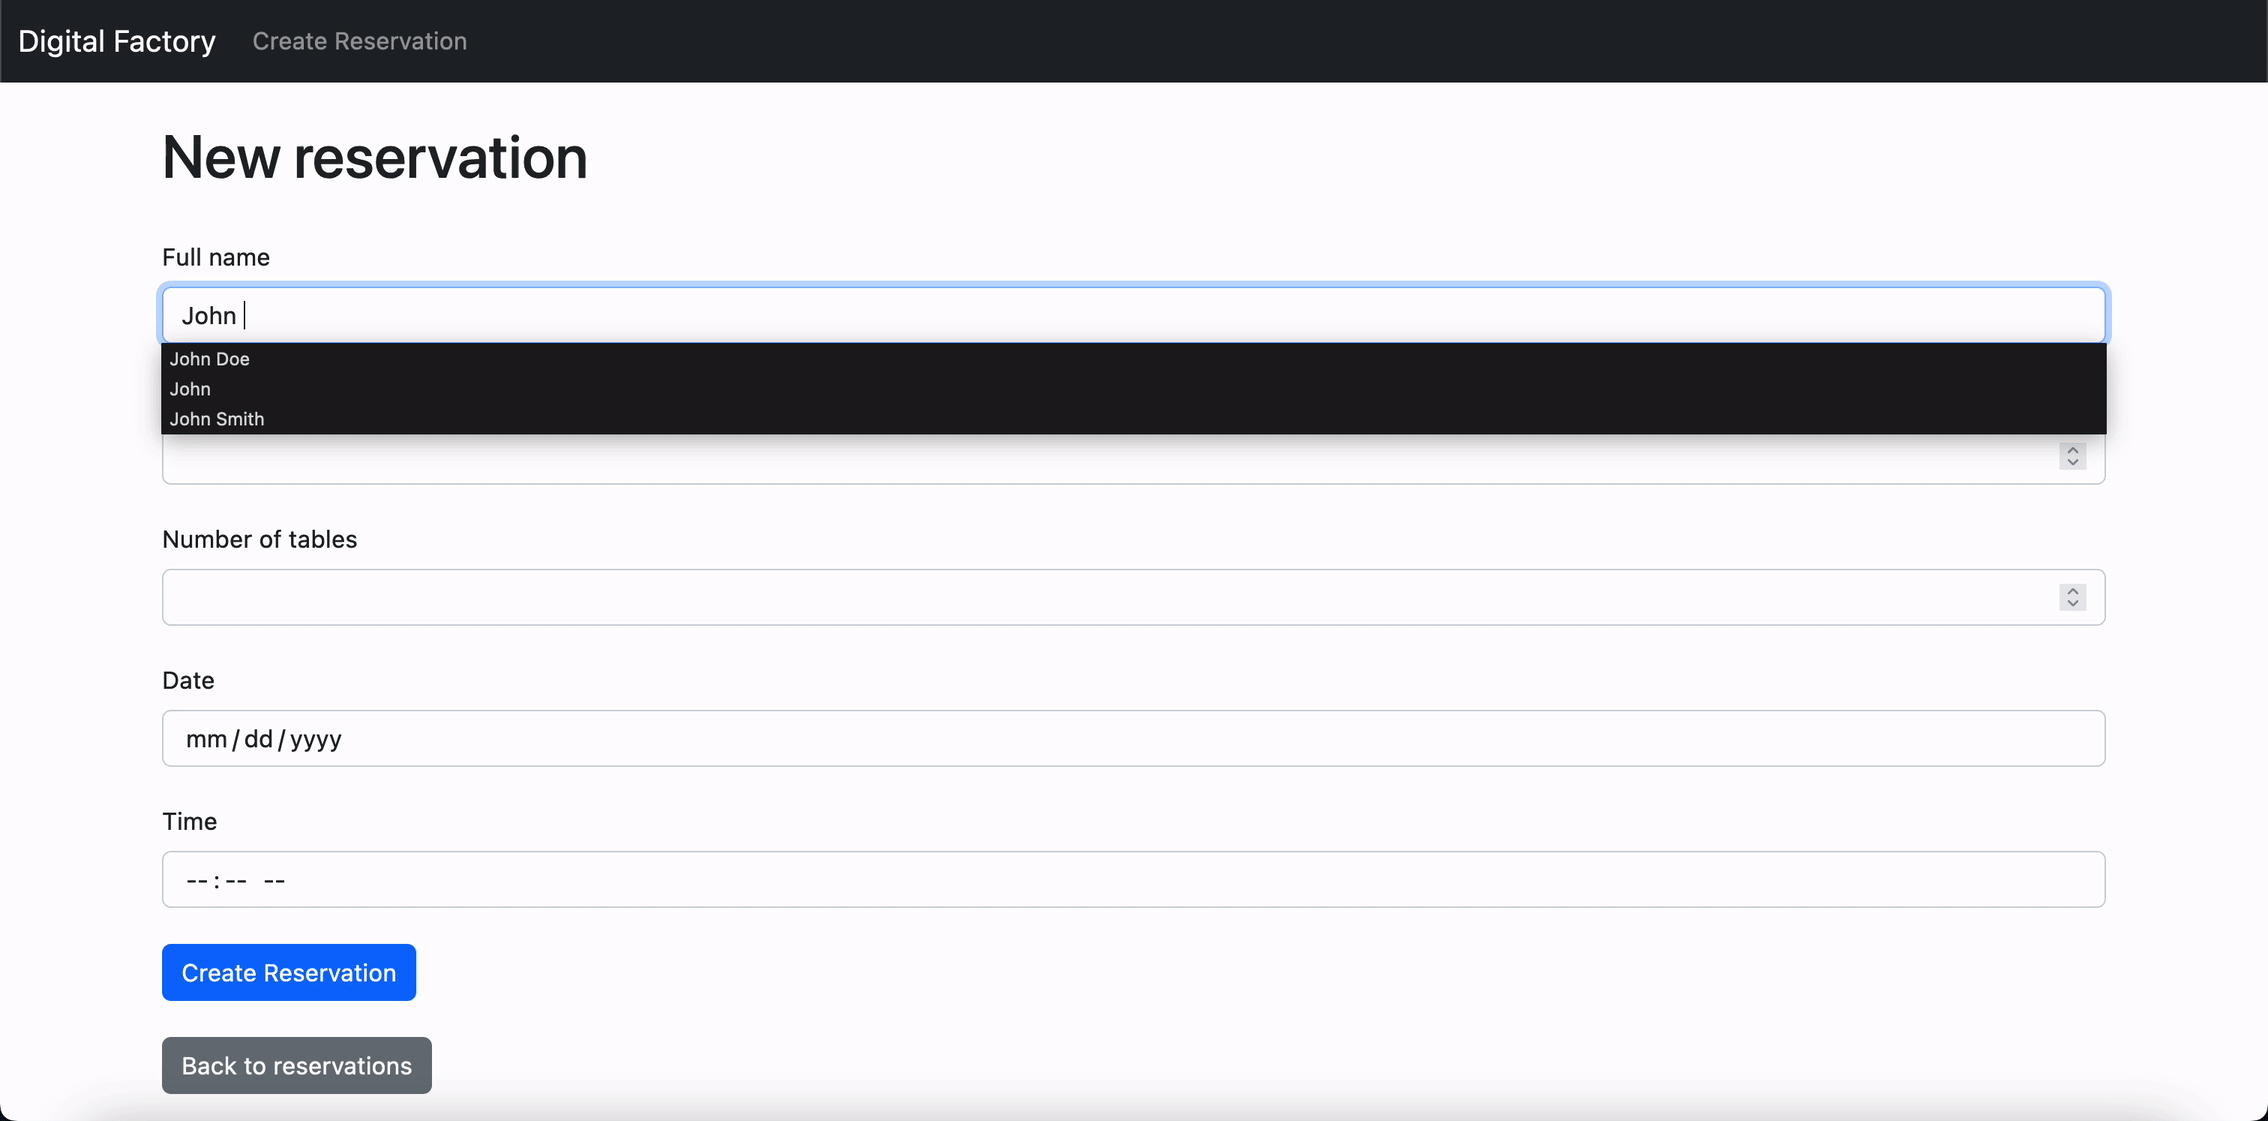 Digital Factory Create Reservation
New reservation
Full name
John
John Doe
John
John Smith
Number of tables
Date
mm/dd/yyyy
Time
--:-- --
Create Reservation
Back to reservations